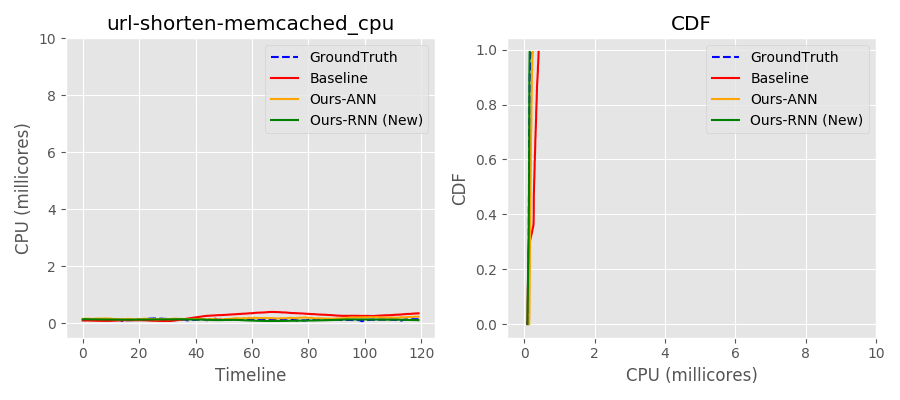 url-shorten-memcached_cpu
CPU (millicores)
10
8
6
4
2
0
GroundTruth
Baseline
Ours-ANN
Ours-RNN (New)
0 20 40 60 80 100 120
Timeline
CDF
CDF
1.0
0.8
0.6
0.4
0.2
0.0
GroundTruth
Baseline
Ours-ANN
Ours-RNN (New)
0 2 4 6 8 10
CPU (millicores)